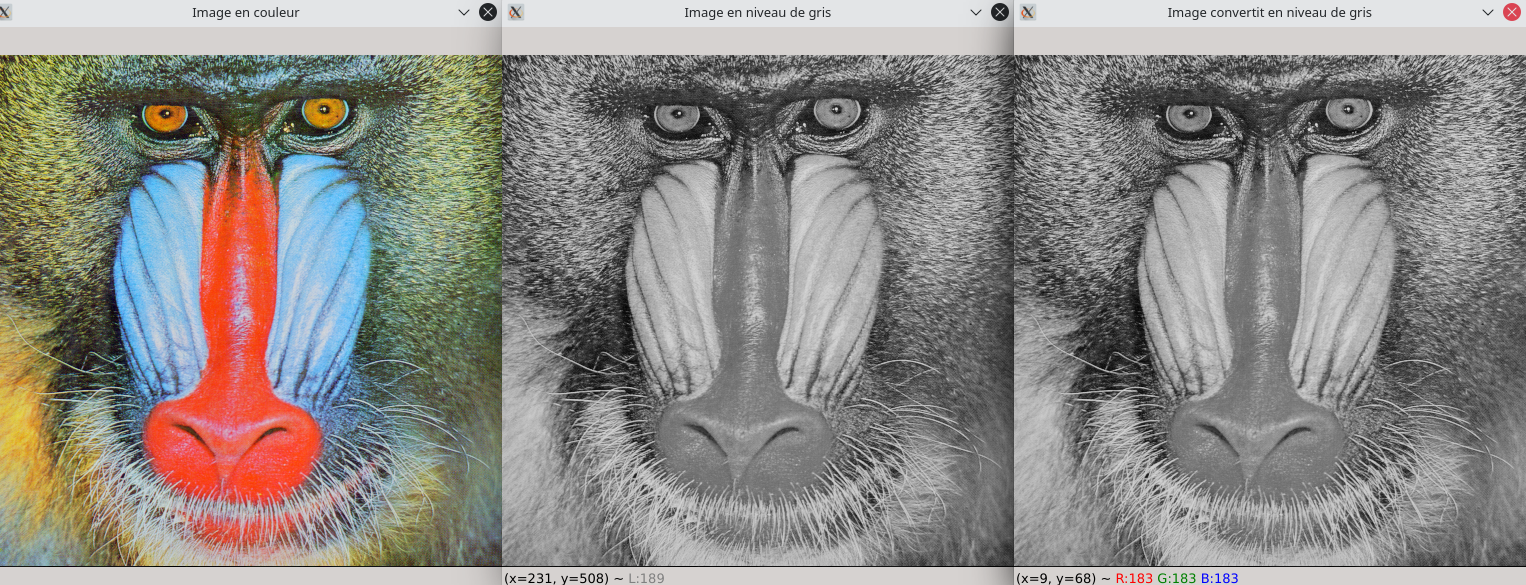 Image en couleur
Image en niveau de gris
Image convertit en niveau de gris
(x=231, y=508) ~ L:189
(x=9, y=68) ~ R:183 G:183 B:183